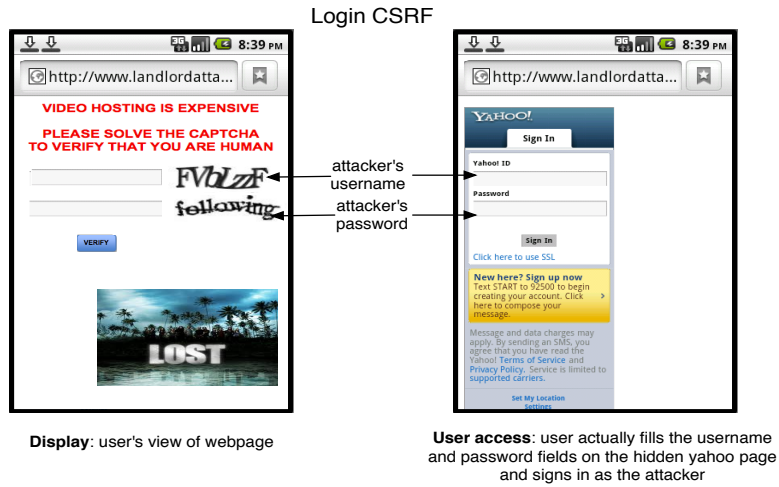 Login CSRF
3G
8:39 PM
http://www.landlordatta...
VIDEO HOSTING IS EXPENSIVE
PLEASE SOLVE THE CAPTCHA
TO VERIFY THAT YOU ARE HUMAN
FVblzzF
following
VERIFY
LOST
attacker's
username
attacker's
password
3G
8:39 PM
http://www.landlordatta...
YAHOO!
Sign In
Yahoo! ID
Password
Sign In
Click here to use SSL
New here? Sign up now
Text START to 92500 to begin
creating your account. Click
here to compose your
message.
Message and data charges may
apply. By sending an SMS, you
agree that you have read the
Yahoo! Terms of Service and
Privacy Policy. Service is limited to
supported carriers.
Set My Location
Settings
Display: user's view of webpage
User access: user actually fills the username
and password fields on the hidden yahoo page
and signs in as the attacker